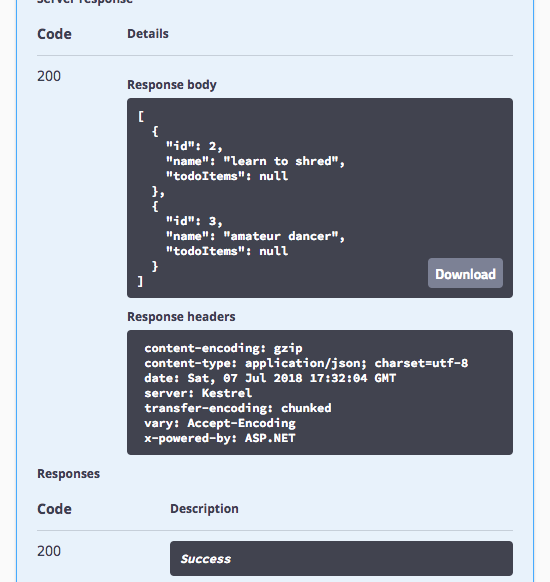 Server response
Code Details
200
Response body
[
  {
    "id": 2,
    "name": "learn to shred",
    "todoItems": null
  },
  {
    "id": 3,
    "name": "amateur dancer",
    "todoItems": null
  }
]
Download
Response headers
content-encoding: gzip
content-type: application/json; charset=utf-8
date: Sat, 07 Jul 2018 17:32:04 GMT
server: Kestrel
transfer-encoding: chunked
vary: Accept-Encoding
x-powered-by: ASP.NET
Responses
Code Description
200
Success